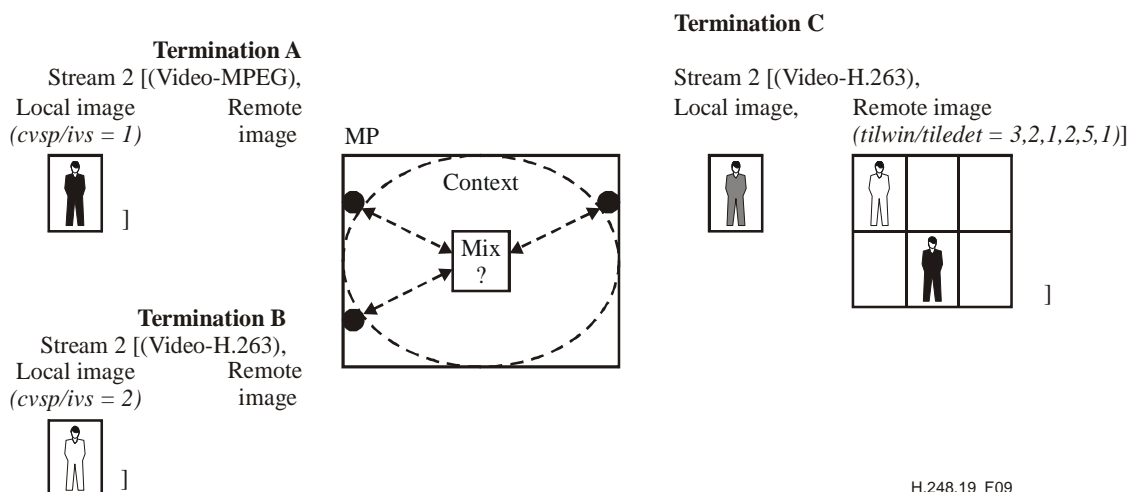 Termination A
Stream 2 [(Video-MPEG),
Local image Remote
(cvsp/ivs = 1) image
]
Termination B
Stream 2 [(Video-H.263),
Local image Remote
(cvsp/ivs = 2) image
]
MP
Context
Mix
?
Termination C
Stream 2 [(Video-H.263),
Local image, Remote image
(tilwin/tiledet = 3,2,1,2,5,1)]
]
H.248.19_F09